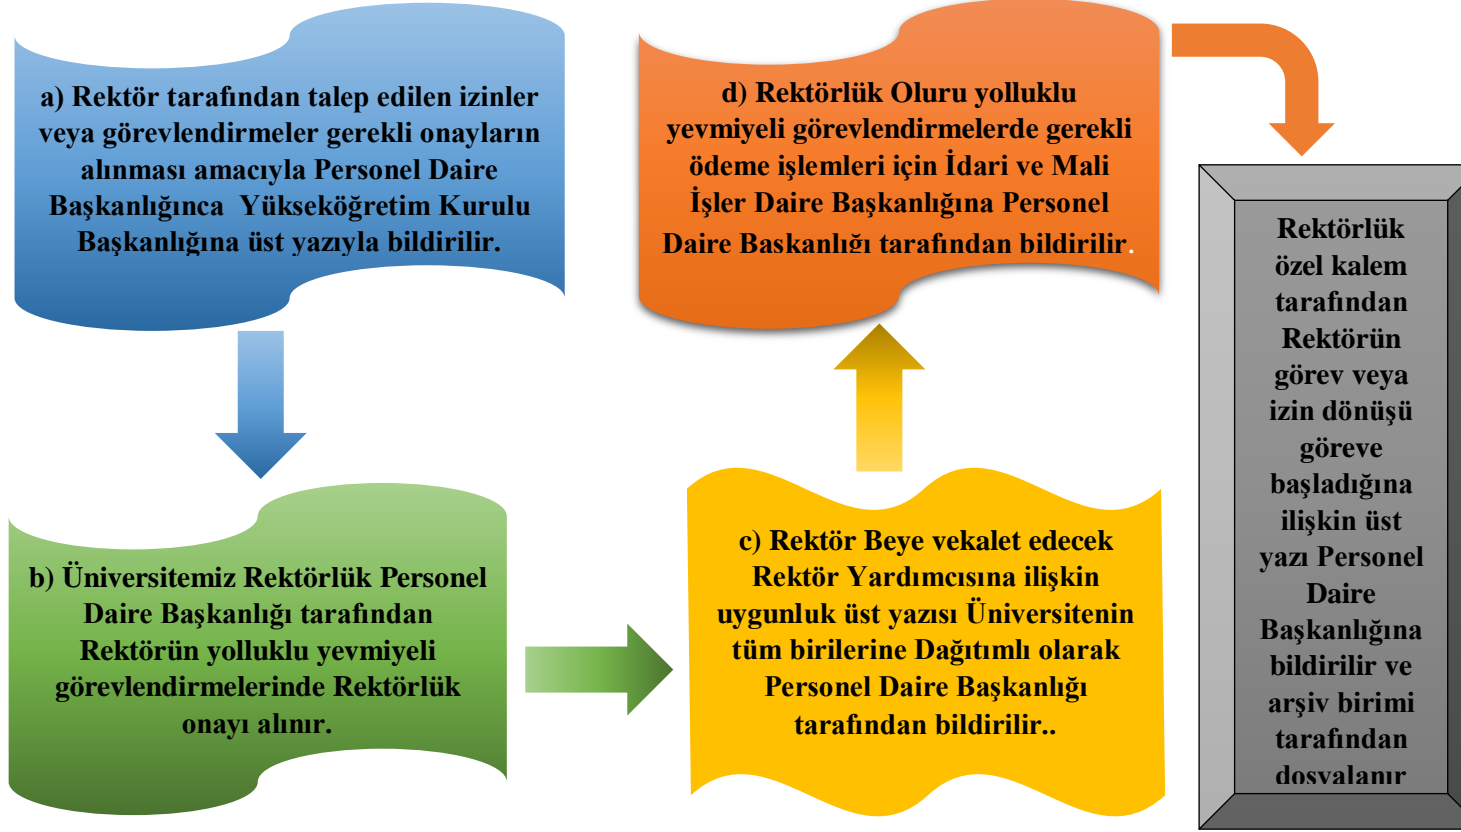 a) Rektör tarafından talep edilen izinler
veya görevlendirmeler gerekli onayların
alınması amacıyla Personel Daire
Başkanlığınca  Yükseköğretim Kurulu
Başkanlığına üst yazıyla bildirilir.
b) Üniversitemiz Rektörlük Personel
Daire Başkanlığı tarafından
Rektörün yolluklu yevmiyeli
görevlendirmelerinde Rektörlük
onayı alınır.
c) Rektör Beye vekalet edecek
Rektör Yardımcısına ilişkin
uygunluk üst yazısı Üniversitenin
tüm birilerine Dağıtımlı olarak
Personel Daire Başkanlığı
tarafından bildirilir..
d) Rektörlük Oluru yolluklu
yevmiyeli görevlendirmelerde gerekli
ödeme işlemleri için İdari ve Mali
İşler Daire Başkanlığına Personel
Daire Başkanlığı tarafından bildirilir.
Rektörlük
özel kalem
tarafından
Rektörün
görev veya
izin dönüşü
göreve
başladığına
ilişkin üst
yazı Personel
Daire
Başkanlığına
bildirilir ve
arşiv birimi
tarafından
dosyalanır